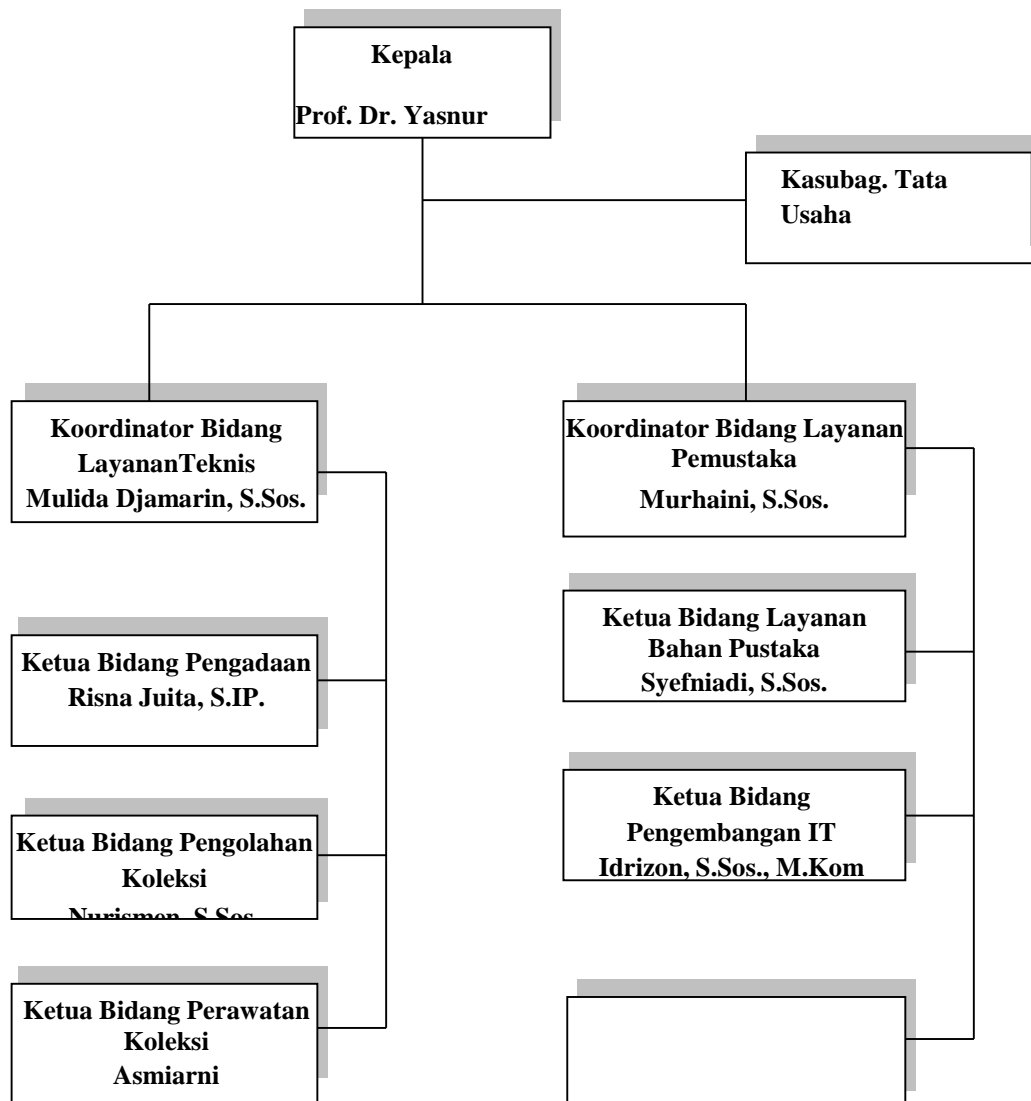 Kepala
Prof. Dr. Yasnur
Kasubag. Tata
Usaha
Koordinator Bidang
LayananTeknis
Mulida Djamarin, S.Sos.
Koordinator Bidang Layanan
Pemustaka
Murhaini, S.Sos.
Ketua Bidang Pengadaan
Risna Juita, S.IP.
Ketua Bidang Layanan
Bahan Pustaka
Syefniadi, S.Sos.
Ketua Bidang Pengolahan
Koleksi
Nurismen, S.Sos.
Ketua Bidang
Pengembangan IT
Idrizon, S.Sos., M.Kom
Ketua Bidang Perawatan
Koleksi
Asmiarni